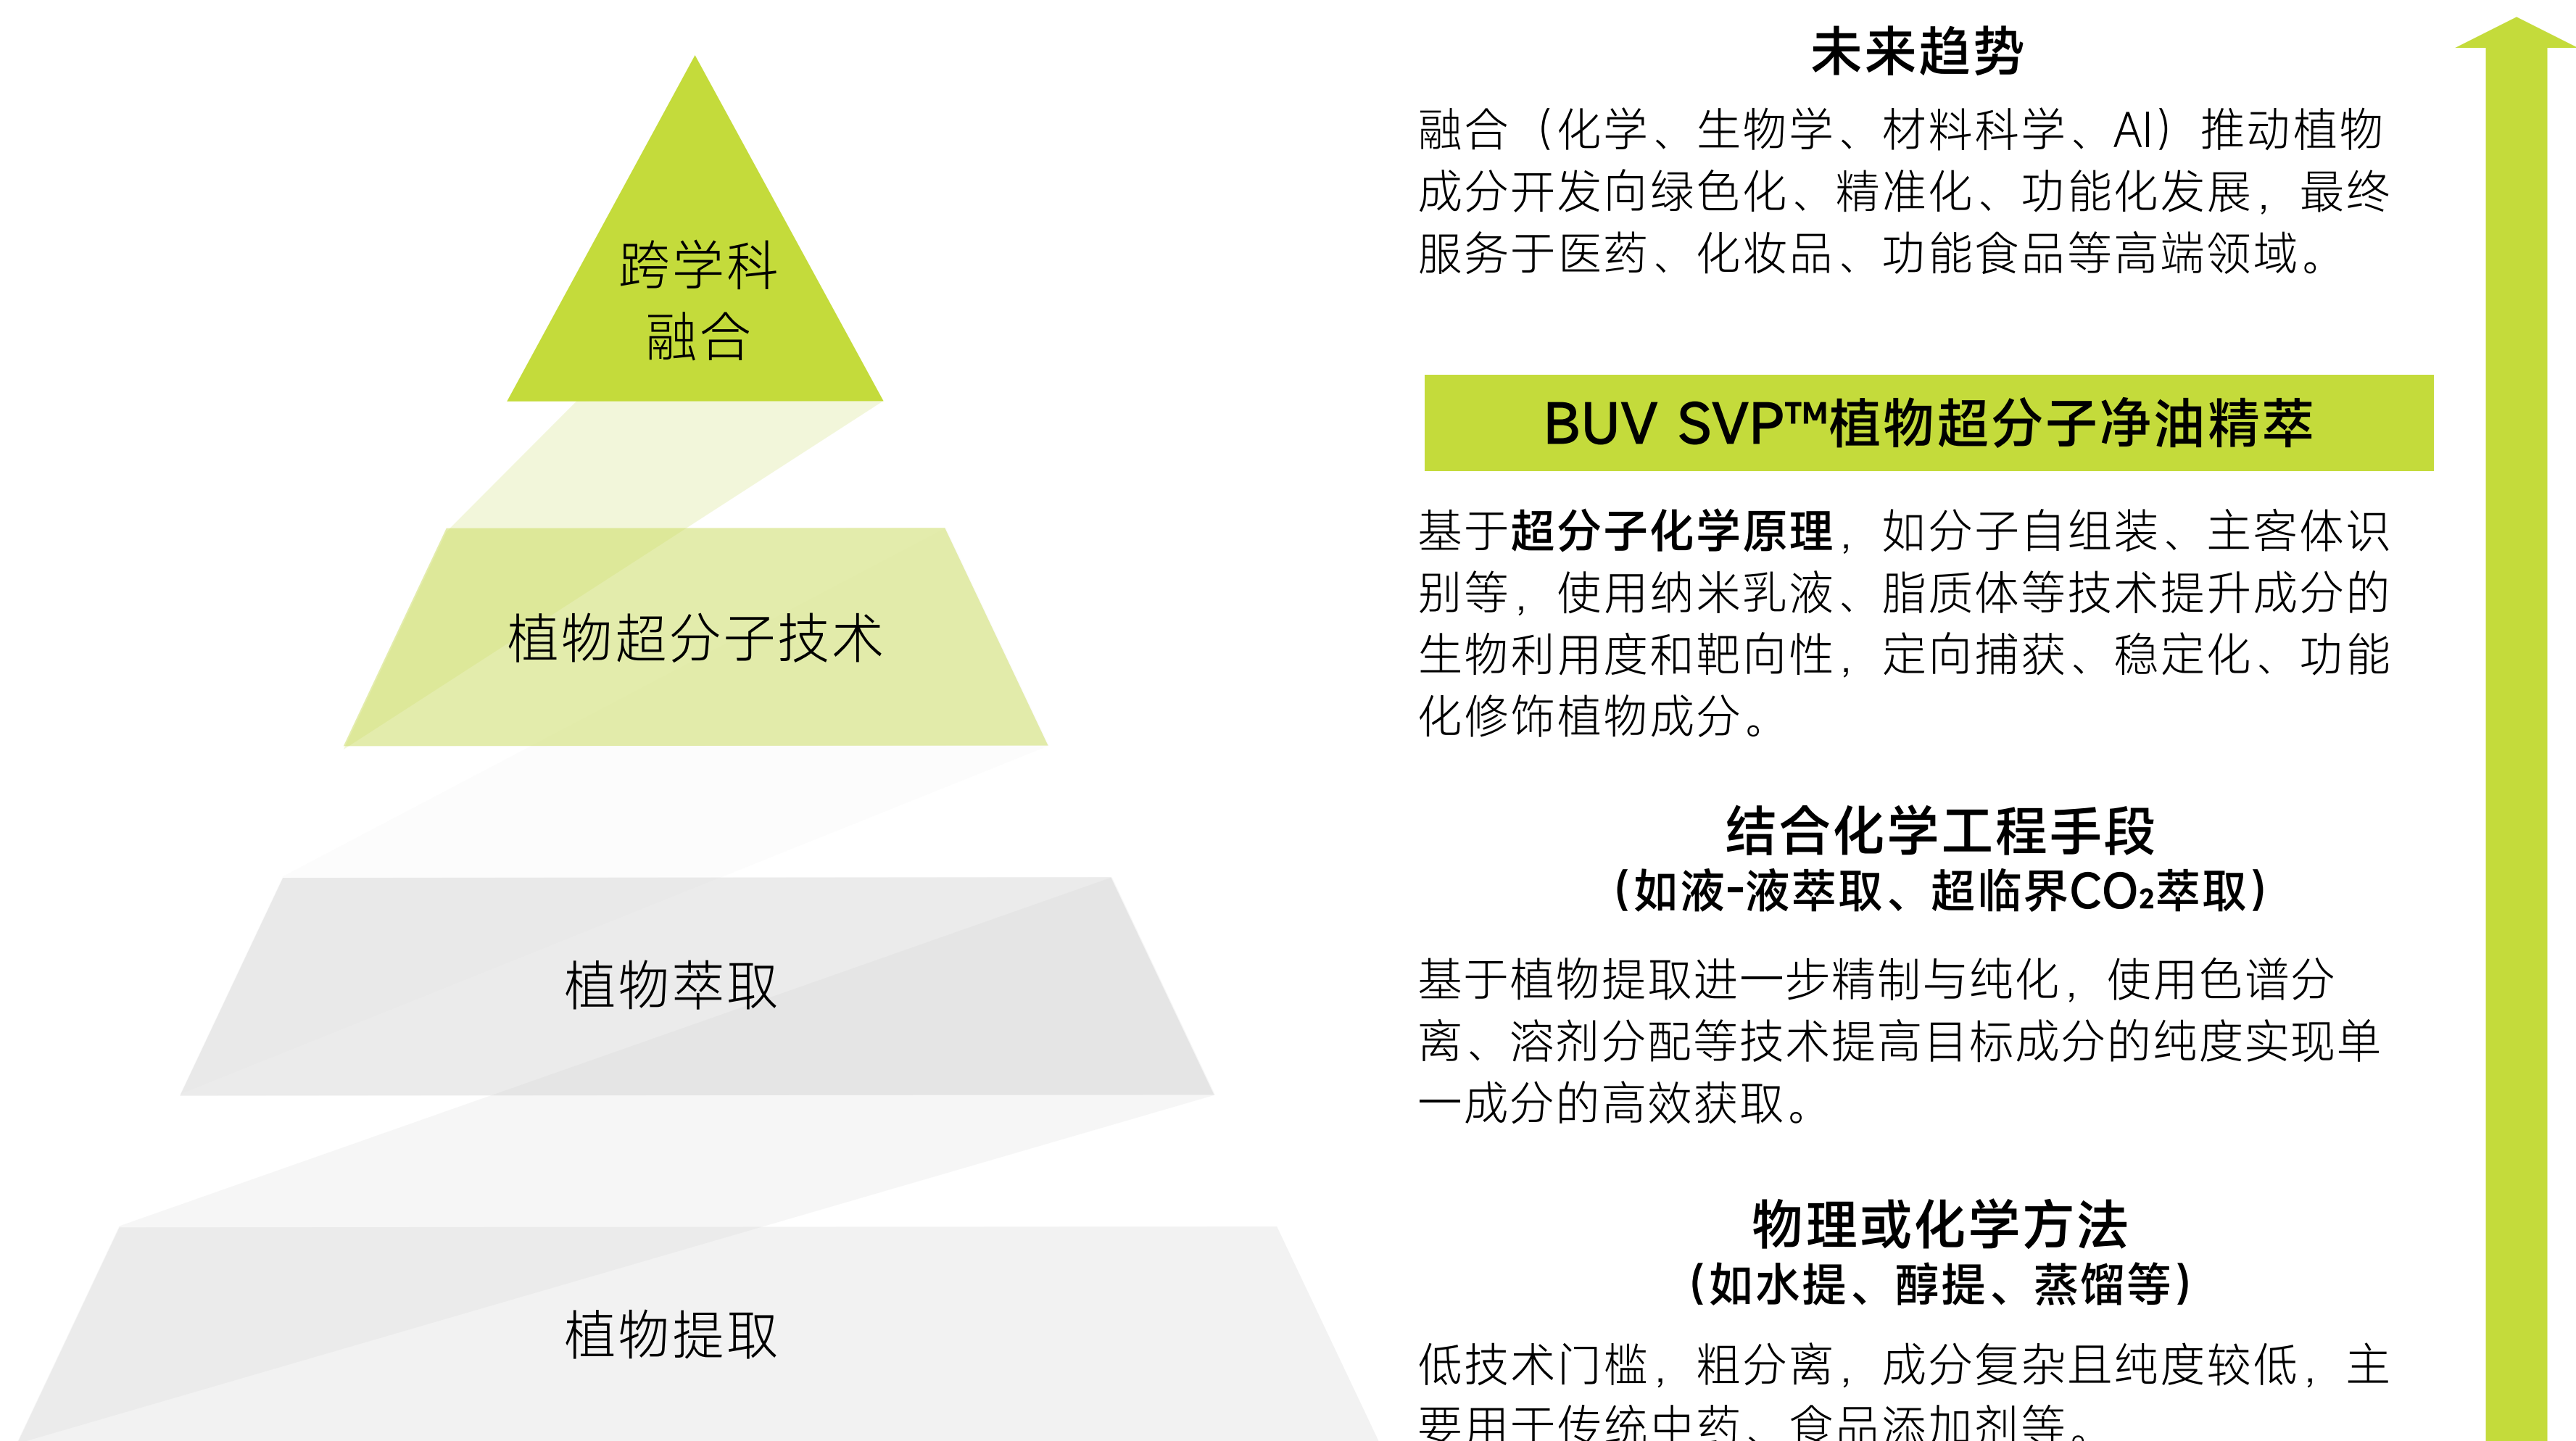 跨学科
融合
植物超分子技术
植物萃取
植物提取
未来趋势
融合（化学、生物学、材料科学、AI）推动植物
成分开发向绿色化、精准化、功能化发展，最终
服务于医药、化妆品、功能食品等高端领域。
BUV SVP™植物超分子净油精萃
基于超分子化学原理，如分子自组装、主客体识
别等，使用纳米乳液、脂质体等技术提升成分的
生物利用度和靶向性，定向捕获、稳定化、功能
化修饰植物成分。
结合化学工程手段
（如液-液萃取、超临界CO₂萃取）
基于植物提取进一步精制与纯化，使用色谱分
离、溶剂分配等技术提高目标成分的纯度实现单
一成分的高效获取。
物理或化学方法
（如水提、醇提、蒸馏等）
低技术门槛，粗分离，成分复杂且纯度较低，主
要用于传统中药、食品添加剂等。